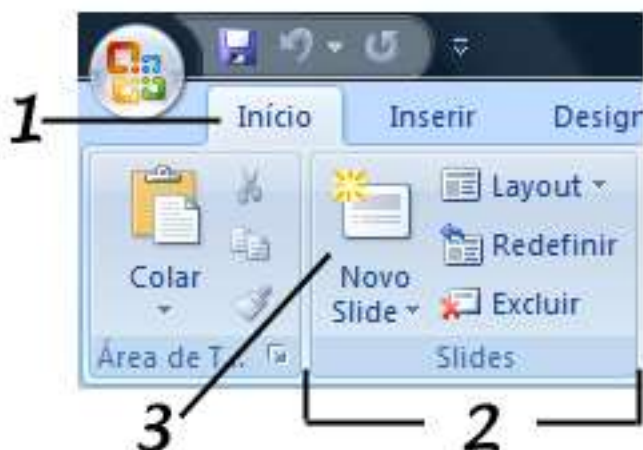 1
Início Inserir Design
Layout
Redefinir
Colar
Novo
Slide
Excluir
Área de T...
Slides
3
2